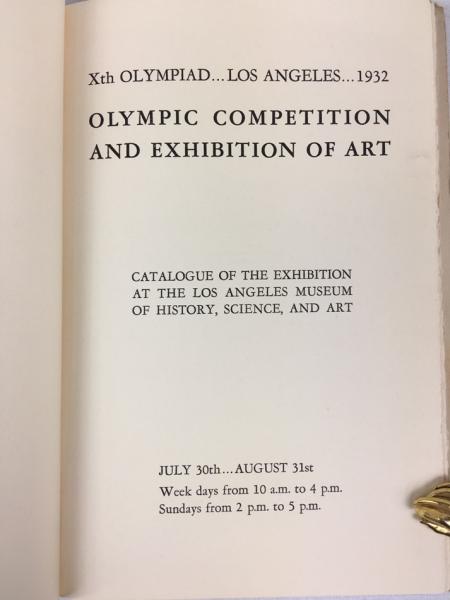 Xth OLYMPIAD...LOS ANGELES...1932
OLYMPIC COMPETITION
AND EXHIBITION OF ART
CATALOGUE OF THE EXHIBITION
AT THE LOS ANGELES MUSEUM
OF HISTORY, SCIENCE, AND ART
JULY 30th...AUGUST 31st
Week days from 10 a.m. to 4 p.m.
Sundays from 2 p.m. to 5 p.m.